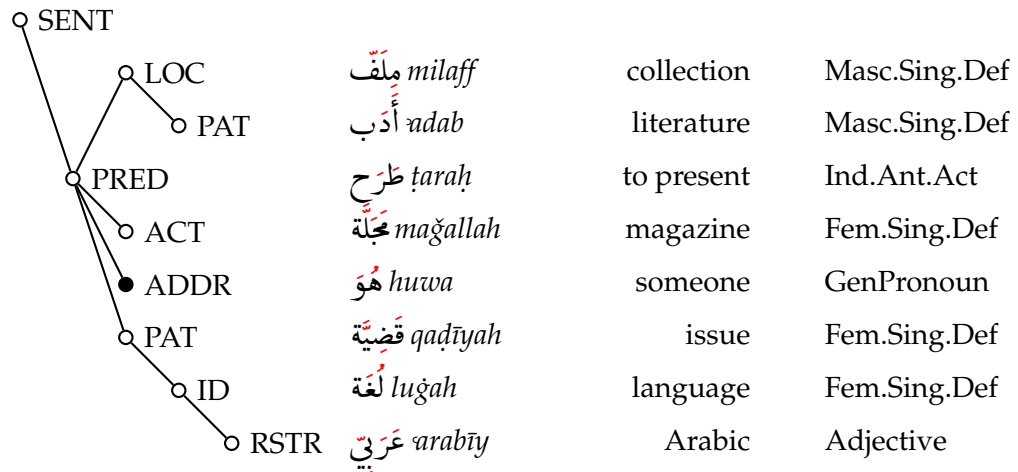 SENT
LOC مِلَفّ milaff collection Masc.Sing.Def
PAT أَدَب ʾadab literature Masc.Sing.Def
PRED طَرَح ṭaraḥ to present Ind.Ant.Act
ACT مَجَلَّة maǧallah magazine Fem.Sing.Def
ADDR هُوَ huwa someone GenPronoun
PAT قَضِيَّة qaḍīyah issue Fem.Sing.Def
ID لُغَة luġah language Fem.Sing.Def
RSTR عَرَبِيّ ʿarabīy Arabic Adjective